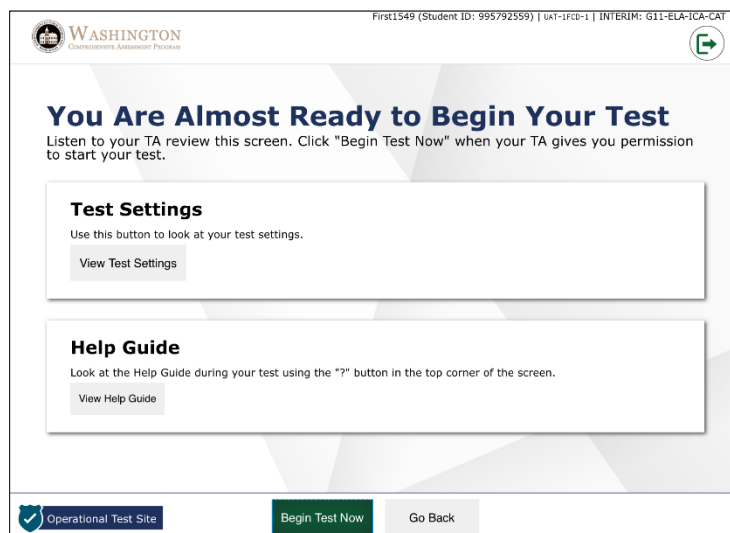 First1549 (Student ID: 995792559) | UAT-1FCD-1 | INTERIM: G11-ELA-ICA-CAT
WASHINGTON
COMPREHENSIVE ASSESSMENT PROGRAM
You Are Almost Ready to Begin Your Test
Listen to your TA review this screen. Click "Begin Test Now" when your TA gives you permission
to start your test.
Test Settings
Use this button to look at your test settings.
View Test Settings
Help Guide
Look at the Help Guide during your test using the "?" button in the top corner of the screen.
View Help Guide
Operational Test Site
Begin Test Now
Go Back